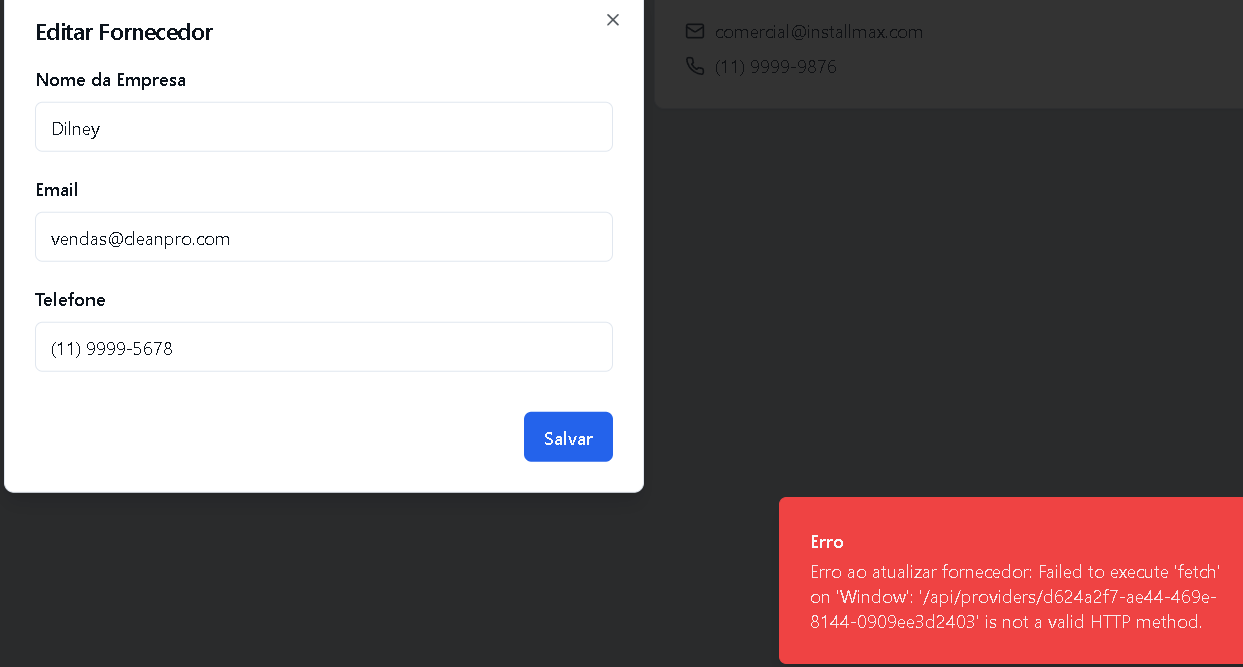 Editar Fornecedor
Nome da Empresa
Dilney
Email
vendas@cleanpro.com
Telefone
(11) 9999-5678
Salvar
comercial@installmax.com
(11) 9999-9876
Erro
Erro ao atualizar fornecedor: Failed to execute 'fetch'
on 'Window': '/api/providers/d624a2f7-ae44-469e-
8144-0909ee3d2403' is not a valid HTTP method.